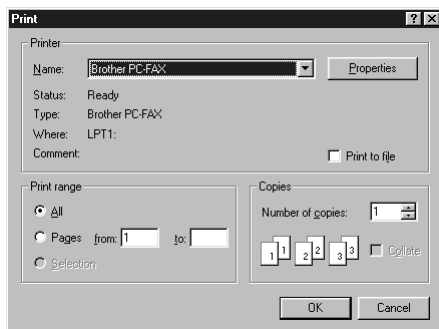 Print
Printer
Name: Brother PC-FAX Properties
Status: Ready
Type: Brother PC-FAX
Where: LPT1:
Comment: Print to file
Print range
All
Pages from: 1 to:
Selection
Copies
Number of copies: 1
1 1 2 2 3 3 Collate
OK Cancel